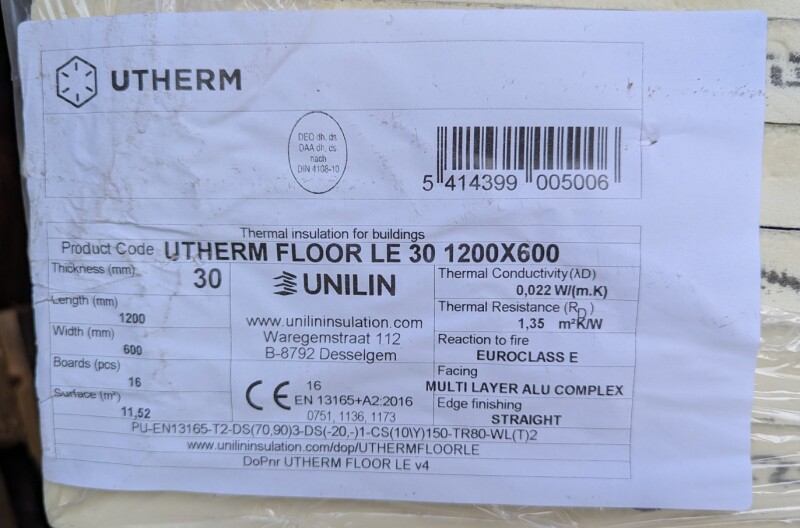 UTHERM
DEO dh, ds
DAA dh, ds
nach
DIN 4108-10
5 414399 005006
Thermal insulation for buildings
Product Code UTHERM FLOOR LE 30 1200X600
Thickness (mm)
30
Length (mm)
1200
Width (mm)
600
Boards (pcs)
16
Surface (m²)
11,52
UNILIN
www.unilininsulation.com
Waregemstraat 112
B-8792 Desselgem
CE 16
EN 13165+A2:2016
0751, 1136, 1173
Thermal Conductivity(λD)
0,022 W/(m.K)
Thermal Resistance (RD)
1,35 m²K/W
Reaction to fire
EUROCLASS E
Facing
MULTI LAYER ALU COMPLEX
Edge finishing
STRAIGHT
PU-EN13165-T2-DS(70,90)3-DS(-20,-)1-CS(10\Y)150-TR80-WL(T)2
www.unilininsulation.com/dop/UTHERMFLOORLE
DoPnr UTHERM FLOOR LE v4